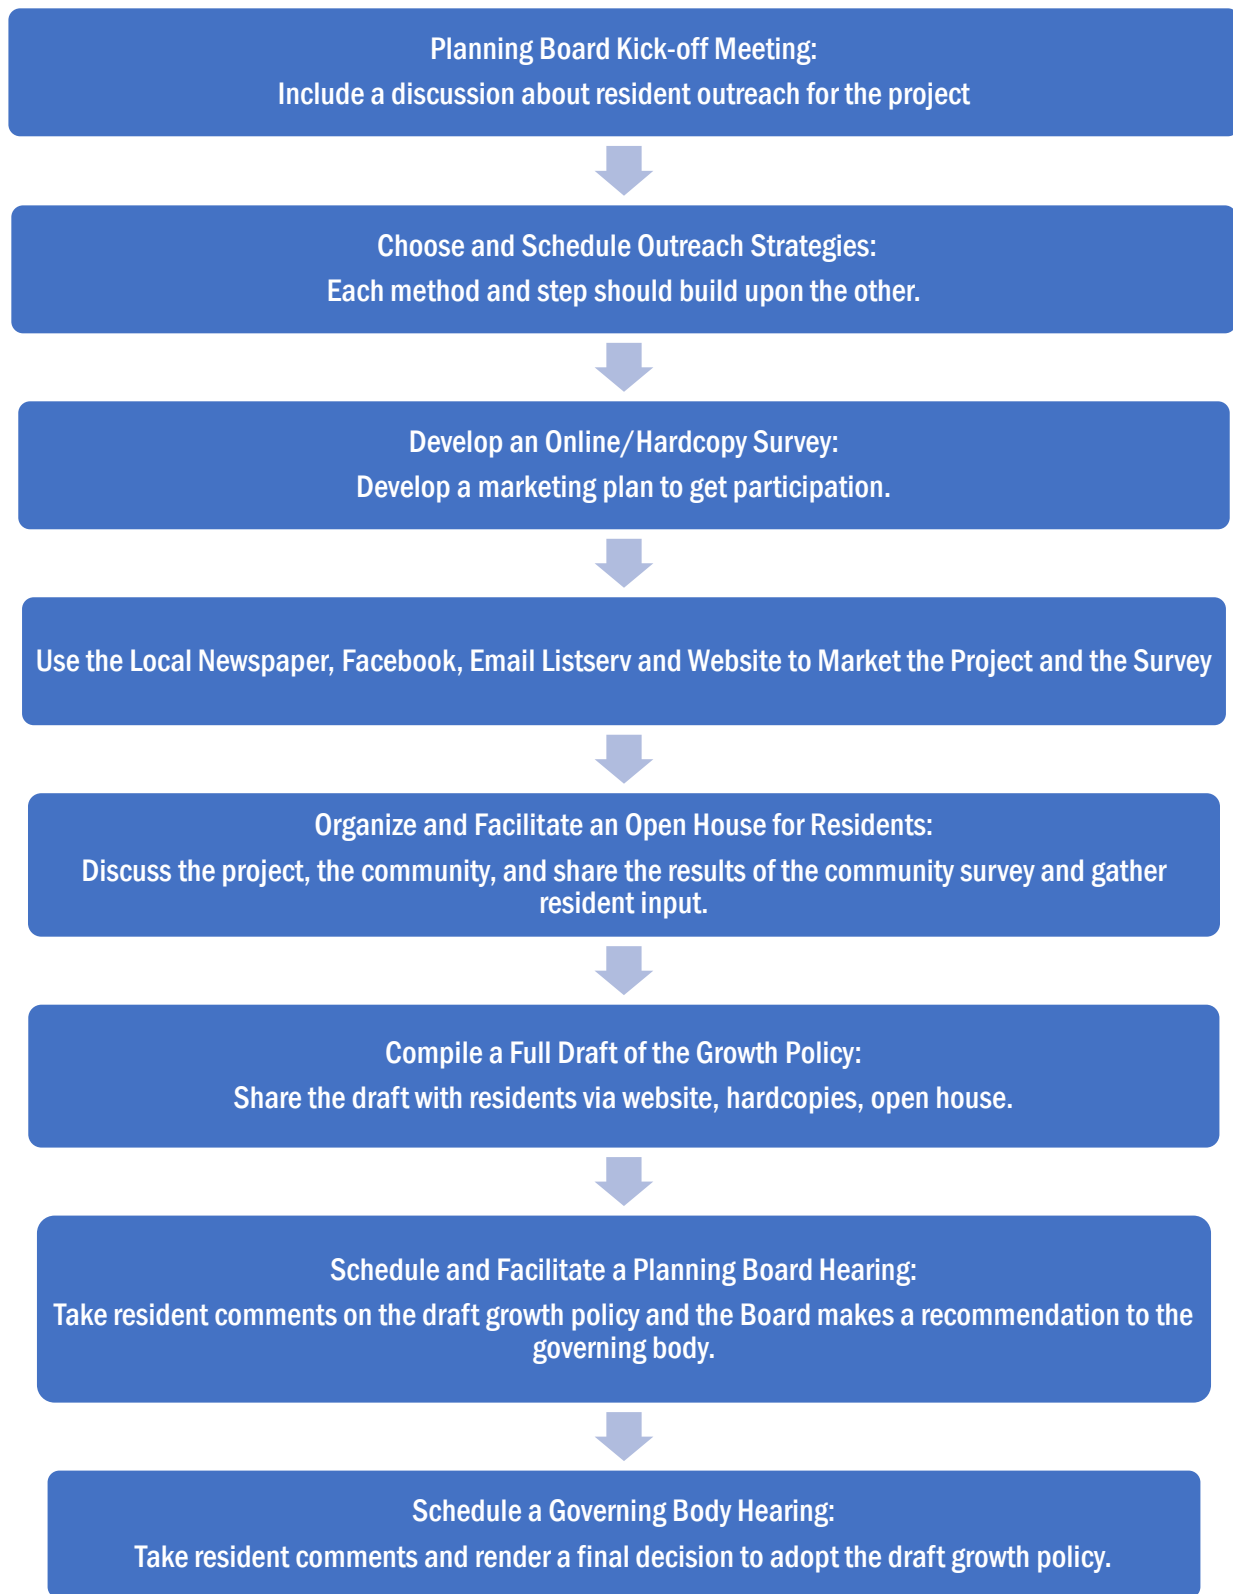 Planning Board Kick-off Meeting:
Include a discussion about resident outreach for the project
Choose and Schedule Outreach Strategies:
Each method and step should build upon the other.
Develop an Online/Hardcopy Survey:
Develop a marketing plan to get participation.
Use the Local Newspaper, Facebook, Email Listserv and Website to Market the Project and the Survey
Organize and Facilitate an Open House for Residents:
Discuss the project, the community, and share the results of the community survey and gather
resident input.
Compile a Full Draft of the Growth Policy:
Share the draft with residents via website, hardcopies, open house.
Schedule and Facilitate a Planning Board Hearing:
Take resident comments on the draft growth policy and the Board makes a recommendation to the
governing body.
Schedule a Governing Body Hearing:
Take resident comments and render a final decision to adopt the draft growth policy.